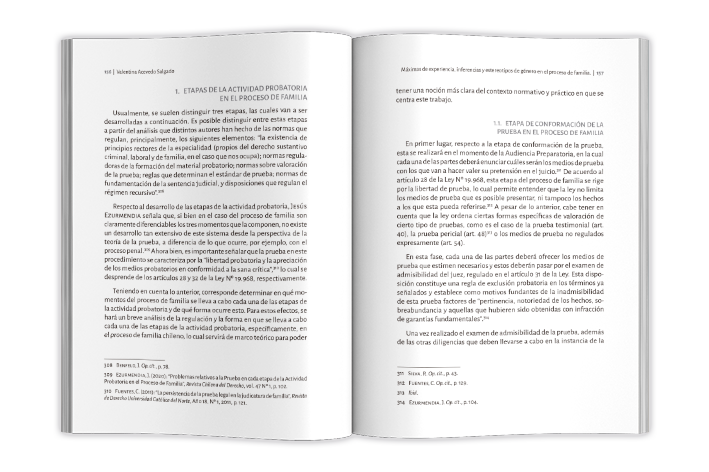 156 | Valentina Acevedo Salgado
1. ETAPAS DE LA ACTIVIDAD PROBATORIA
EN EL PROCESO DE FAMILIA
Usualmente, se suelen distinguir tres etapas, las cuales van a ser
desarrolladas a continuación. Es posible distinguir entre estas etapas
a partir del análisis que distintos autores han hecho de las normas que
regulan, principalmente, los siguientes elementos: "la existencia de
principios rectores de la especialidad (propios del derecho sustantivo
criminal, laboral y de familia, en el caso que nos ocupa); normas regula-
doras de la formación del material probatorio; normas sobre valoración
de la prueba; reglas que determinan el estándar de prueba; normas de
fundamentación de la sentencia judicial, y disposiciones que regulan el
régimen recursivo".308
Respecto al desarrollo de las etapas de la actividad probatoria, Jesús
EZURMENDIA señala que, si bien en el caso del proceso de familia son
claramente diferenciables los tres momentos que la componen, no existe
un desarrollo tan extensivo de este sistema desde la perspectiva de la
teoría de la prueba, a diferencia de lo que ocurre, por ejemplo, con el
proceso penal.309 Ahora bien, es importante señalar que la prueba en este
procedimiento se caracteriza por la "libertad probatoria y la apreciación
de los medios probatorios en conformidad a la sana crítica",310 lo cual se
desprende de los artículos 28 y 32 de la Ley N° 19.968, respectivamente.
Teniendo en cuenta lo anterior, corresponde determinar en qué mo-
mentos del proceso de familia se lleva a cabo cada una de las etapas de
la actividad probatoria y de qué forma ocurre esto. Para estos efectos, se
hará un breve análisis de la regulación y la forma en que se lleva a cabo
cada una de las etapas de la actividad probatoria, específicamente, en
el proceso de familia chileno, lo cual servirá de marco teórico para poder
308 Op. cit., p. 28.
309 EZURMENDIA, J. (2020): "Problemas relativos a la Prueba en cada etapa de la Actividad
Probatoria en el Proceso de Familia", Revista Chilena del Derecho, vol. 47 N° 1, p. 102.
310 FUENTES, C. (2011): "La persistencia de la prueba legal en la judicatura de familia", Revista
de Derecho Universidad Católica del Norte, Año 18, N° 1, 2011, p. 121.
Máximas de experiencia, inferencias y estereotipos de género en el proceso de familia. | 157
tener una noción más clara del contexto normativo y práctico en que se
centra este trabajo.
1.1. ETAPA DE CONFORMACIÓN DE LA
PRUEBA EN EL PROCESO DE FAMILIA
En primer lugar, respecto a la etapa de conformación de la prueba,
esta se realizará en el momento de la Audiencia Preparatoria, en la cual
cada una de las partes deberá enunciar cuáles serán los medios de prueba
con los que van a hacer valer su pretensión en el juicio.311 De acuerdo al
artículo 28 de la Ley N° 19.968, esta etapa del proceso de familia se rige
por la libertad de prueba, lo cual permite entender que la ley no limita
los medios de prueba que es posible presentar, ni tampoco los hechos
a los que esta pueda referirse.312 A pesar de lo anterior, cabe tener en
cuenta que la ley ordena ciertas formas específicas de valoración de
cierto tipo de pruebas, como es el caso de la prueba testimonial (art.
40), la prueba pericial (art. 48)313 o los medios de prueba no regulados
expresamente (art. 54).
En esta fase, cada una de las partes deberá ofrecer los medios de
prueba que estimen necesarios y estos deberán pasar por el examen de
admisibilidad del Juez, regulado en el artículo 31 de la Ley. Esta dispo-
sición constituye una regla de exclusión probatoria en los términos ya
señalados y establece como motivos fundantes de la inadmisibilidad
de esta prueba factores de "pertinencia, notoriedad de los hechos, so-
breabundancia y aquellas que hubieren sido obtenidas con infracción
de garantías fundamentales".314
Una vez realizado el examen de admisibilidad de la prueba, además
de las otras diligencias que deben llevarse a cabo en la instancia de la
311 Op. cit., p. 43.
312 FUENTES, C. Op. cit., p. 129.
313 Ibíd.
314 EZURMENDIA, J. Op. cit., p. 104.